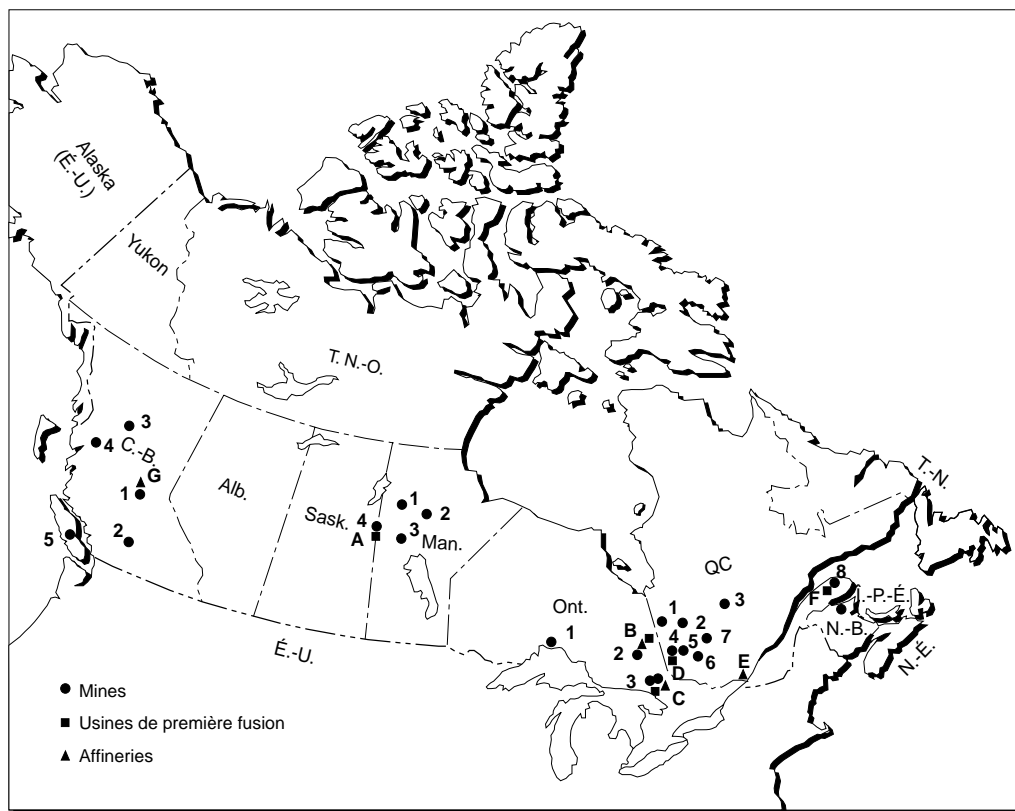 Alaska
(É.-U.)
Yukon
T. N.-O.
3
4
C.-B.
G
1
2
5
Alb.
Sask.
4
A
1
2
3
Man.
T.-N.
QC
8
F
Î.-P.-É.
N.-B.
N.-É.
Ont.
1
3
1
2
B
4
5
7
2
6
E
D
3
C
1
É.-U.
Mines
Usines de première fusion
Affineries